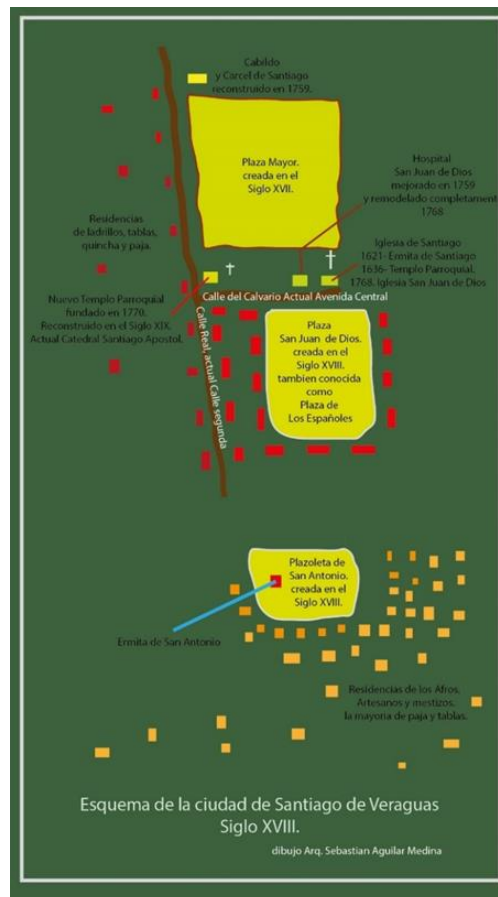 Cabildo
y Carcel de Santiago
reconstruido en 1759.
Plaza Mayor.
creada en el
Siglo XVII.
Hospital
San Juan de Dios
mejorado en 1759
y remodelado completament
1768
Residencias
de ladrillos, tablas,
quincha y paja.
Iglesia de Santiago
1621- Ermita de Santiago
1636- Templo Parroquial.
1768. Iglesia San Juan de Dios
Nuevo Templo Parroquial
fundado en 1770.
Reconstruido en el Siglo XIX.
Actual Catedral Santiago Apostol.
Calle del Calvario Actual Avenida Central
Calle Real, actual Calle segunda
Plaza
San Juan de Dios.
creada en el
Siglo XVIII.
tambien conocida
como
Plaza de
Los Españoles
Plazoleta de
San Antonio.
creada en el
Siglo XVIII.
Ermita de San Antonio
Residencias de los Afros.
Artesanos y mestizos.
la mayoria de paja y tablas.
Esquema de la ciudad de Santiago de Veraguas
Siglo XVIII.
dibujo Arq. Sebastian Aguilar Medina